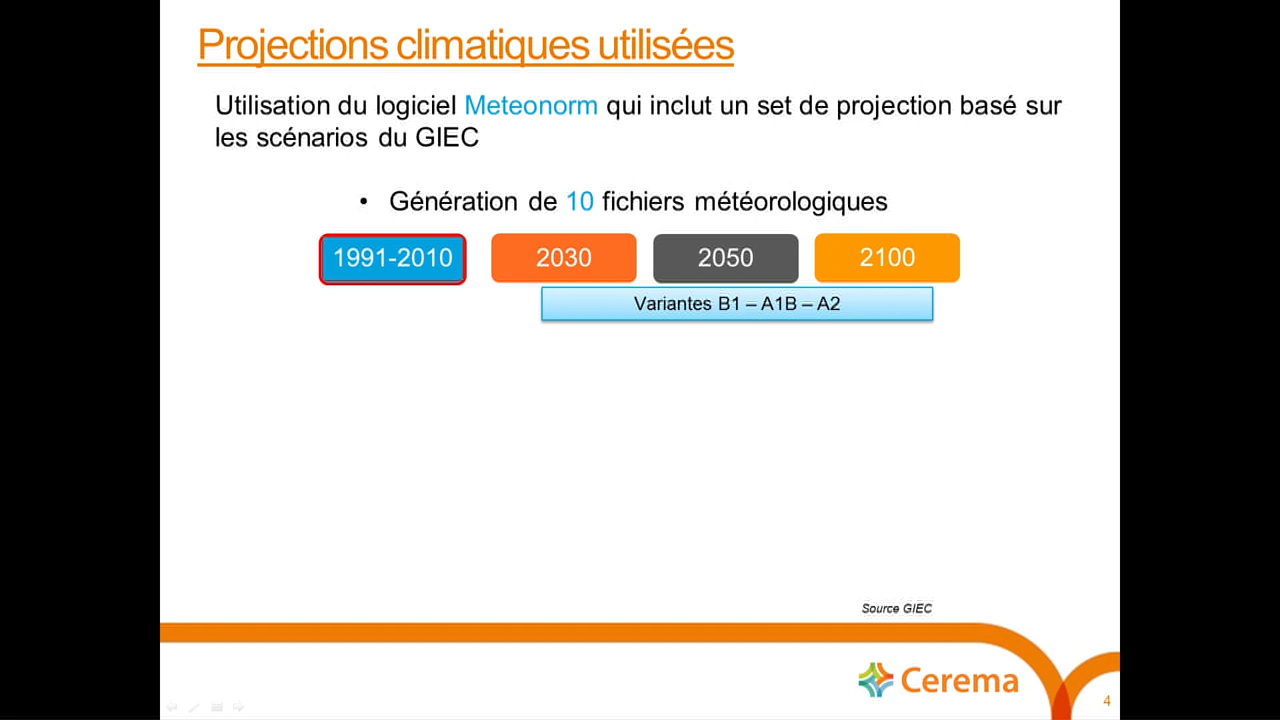 Projections climatiques utilisées
Utilisation du logiciel Meteonorm qui inclut un set de projection basé sur
les scénarios du GIEC
• Génération de 10 fichiers météorologiques
1991-2010 2030 2050 2100
Variantes B1 – A1B – A2
Source GIEC
Cerema
4